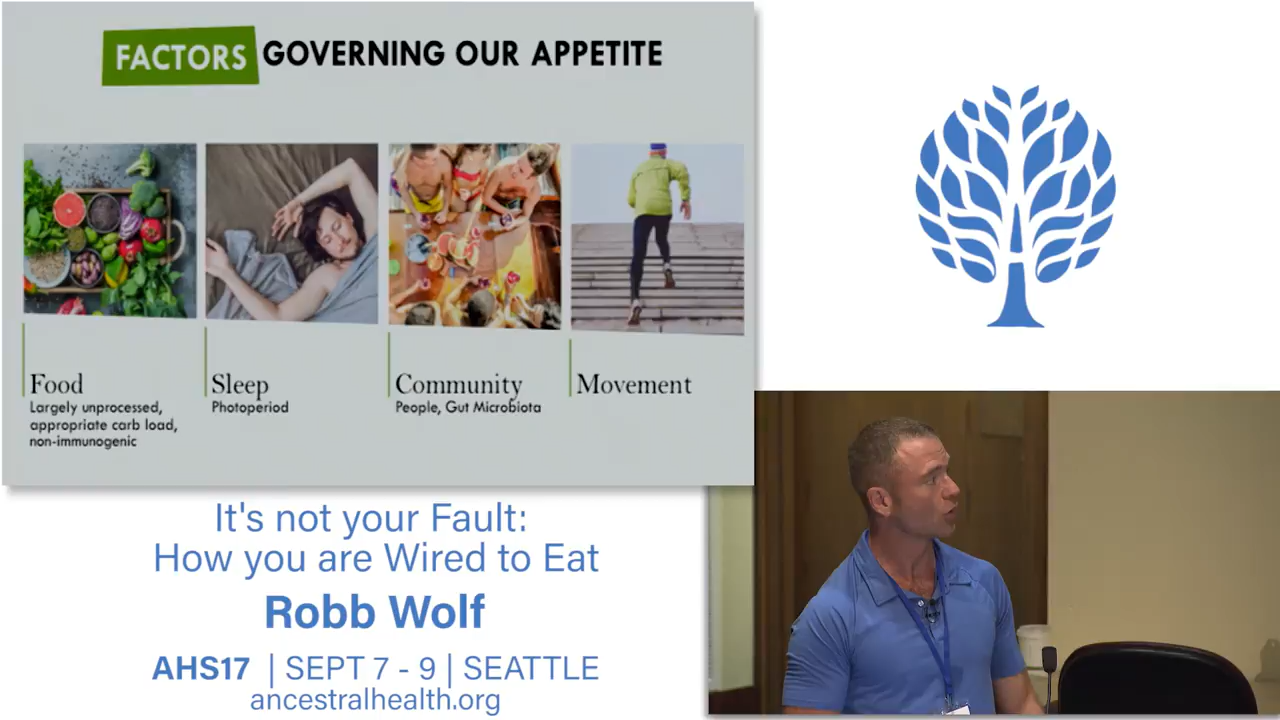 FACTORS GOVERNING OUR APPETITE
Food
Largely unprocessed,
appropriate carb load,
non-immunogenic
Sleep
Photoperiod
Community
People, Gut Microbiota
Movement
It's not your Fault:
How you are Wired to Eat
Robb Wolf
AHS17 | SEPT 7 - 9 | SEATTLE
ancestralhealth.org